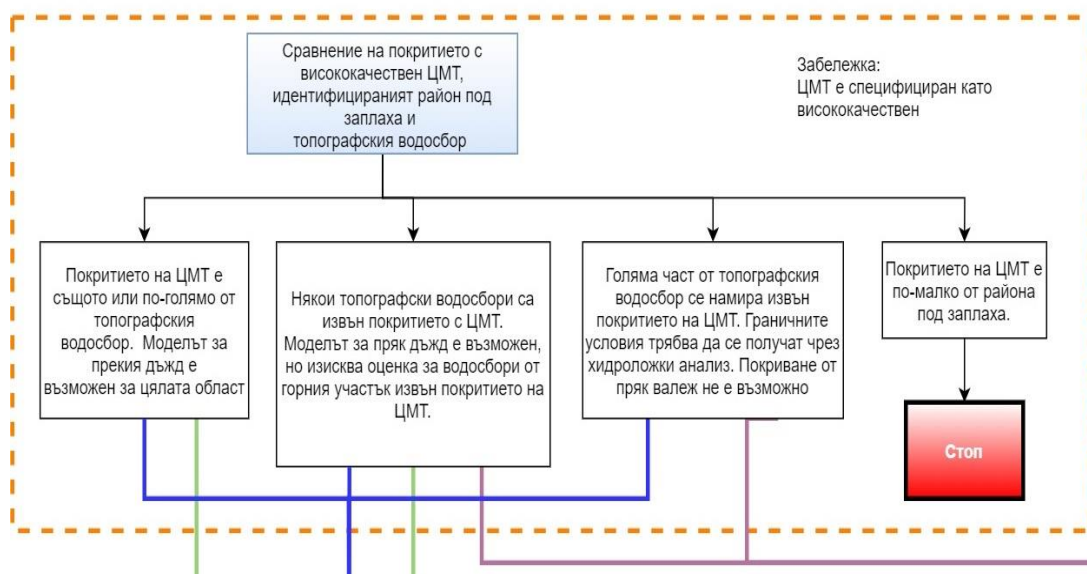 Сравнение на покритието с
висококачествен ЦМТ,
идентифицираният район под
заплаха и
топографския водосбор
Забележка:
ЦМТ е специфициран като
висококачествен
Покритието на ЦМТ е
същото или по-голямо от
топографския
водосбор. Моделът за
прекия дъжд е
възможен за цялата област
Някои топографски водосбори са
извън покритието с ЦМТ.
Моделът за пряк дъжд е възможен,
но изисква оценка за водосбори от
горния участък извън покритието на
ЦМТ.
Голяма част от топографския
водосбор се намира извън
покритието на ЦМТ. Граничните
условия трябва да се получат чрез
хидроложки анализ. Покриване от
пряк валеж не е възможно
Покритието на ЦМТ е
по-малко от района
под заплаха.
Стоп